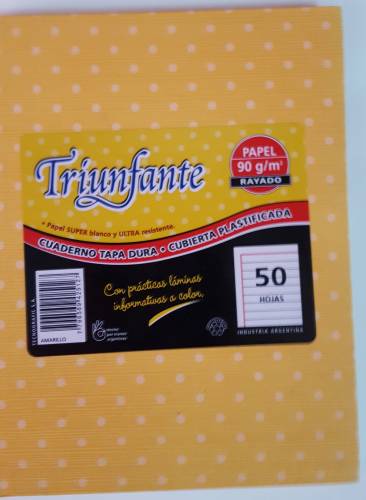 Triunfante
PAPEL
90 g/m²
RAYADO
* Papel SUPER blanco y ULTRA resistente.
CUADERNO TAPA DURA • CUBIERTA PLASTIFICADA
Con prácticas láminas
informativas a color.
50
HOJAS
AMARILLO
INDUSTRIA ARGENTINA